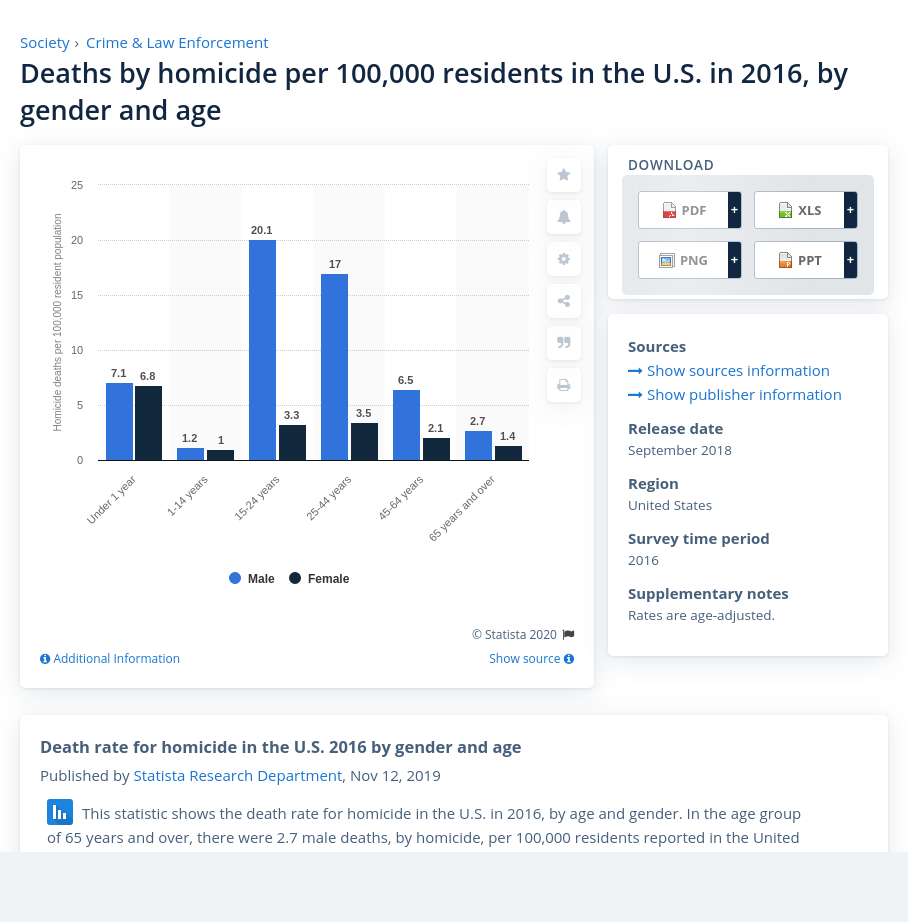 Society › Crime & Law Enforcement
Deaths by homicide per 100,000 residents in the U.S. in 2016, by
gender and age
Homicide deaths per 100,000 resident population
25
20
15
10
5
0
7.1
6.8
1.2
1
20.1
3.3
17
3.5
6.5
2.1
2.7
1.4
Under 1 year
1-14 years
15-24 years
25-44 years
45-64 years
65 years and over
Male Female
© Statista 2020
Additional Information
Show source
DOWNLOAD
PDF + XLS +
PNG + PPT +
Sources
Show sources information
Show publisher information
Release date
September 2018
Region
United States
Survey time period
2016
Supplementary notes
Rates are age-adjusted.
Death rate for homicide in the U.S. 2016 by gender and age
Published by Statista Research Department, Nov 12, 2019
This statistic shows the death rate for homicide in the U.S. in 2016, by age and gender. In the age group
of 65 years and over, there were 2.7 male deaths, by homicide, per 100,000 residents reported in the United